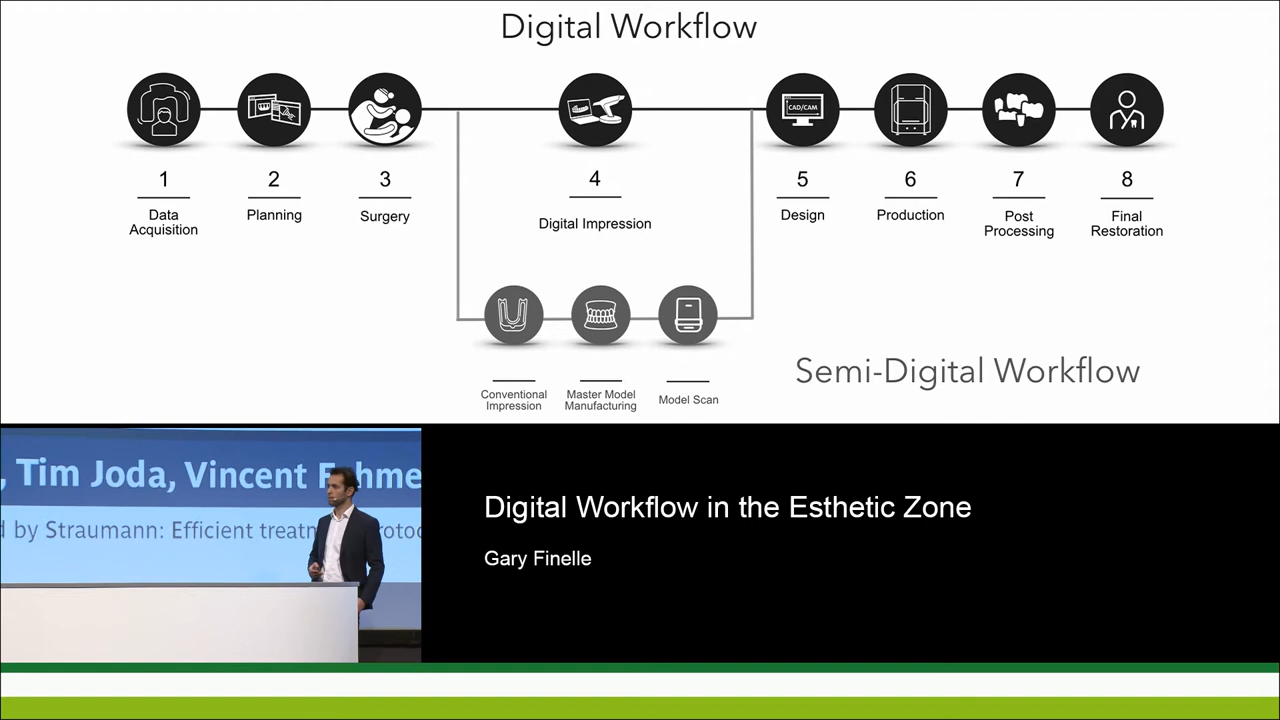 Digital Workflow
CAD/CAM
1
2
3
4
5
6
7
8
Data
Acquisition
Planning
Surgery
Digital Impression
Design
Production
Post
Processing
Final
Restoration
Conventional
Impression
Master Model
Manufacturing
Model Scan
Semi-Digital Workflow
, Tim Joda, Vincent
d by Straumann: Efficient
Digital Workflow in the Esthetic Zone
Gary Finelle